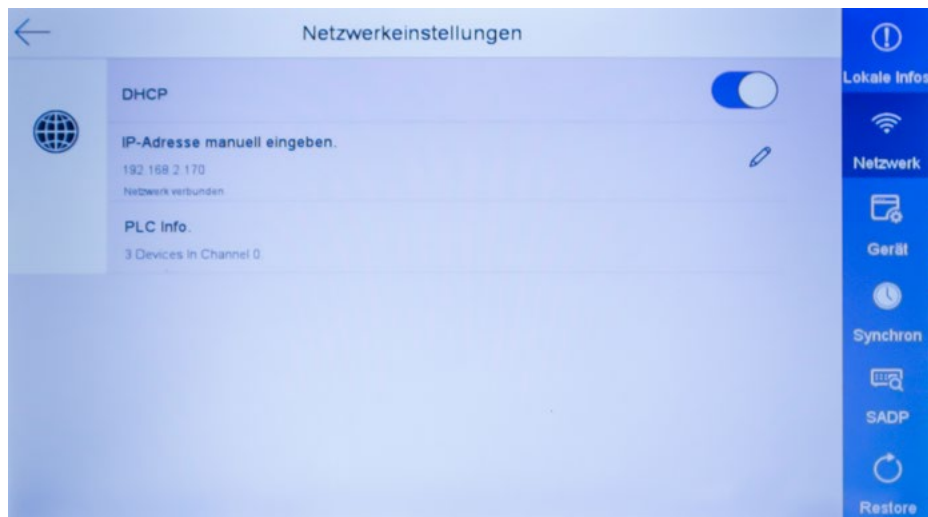 Netzwerkeinstellungen
DHCP
IP-Adresse manuell eingeben.
192.168.2.170
Netzwerk verbunden
PLC Info.
3 Devices In Channel 0.
Lokale Infos
Netzwerk
Gerät
Synchron
SADP
Restore